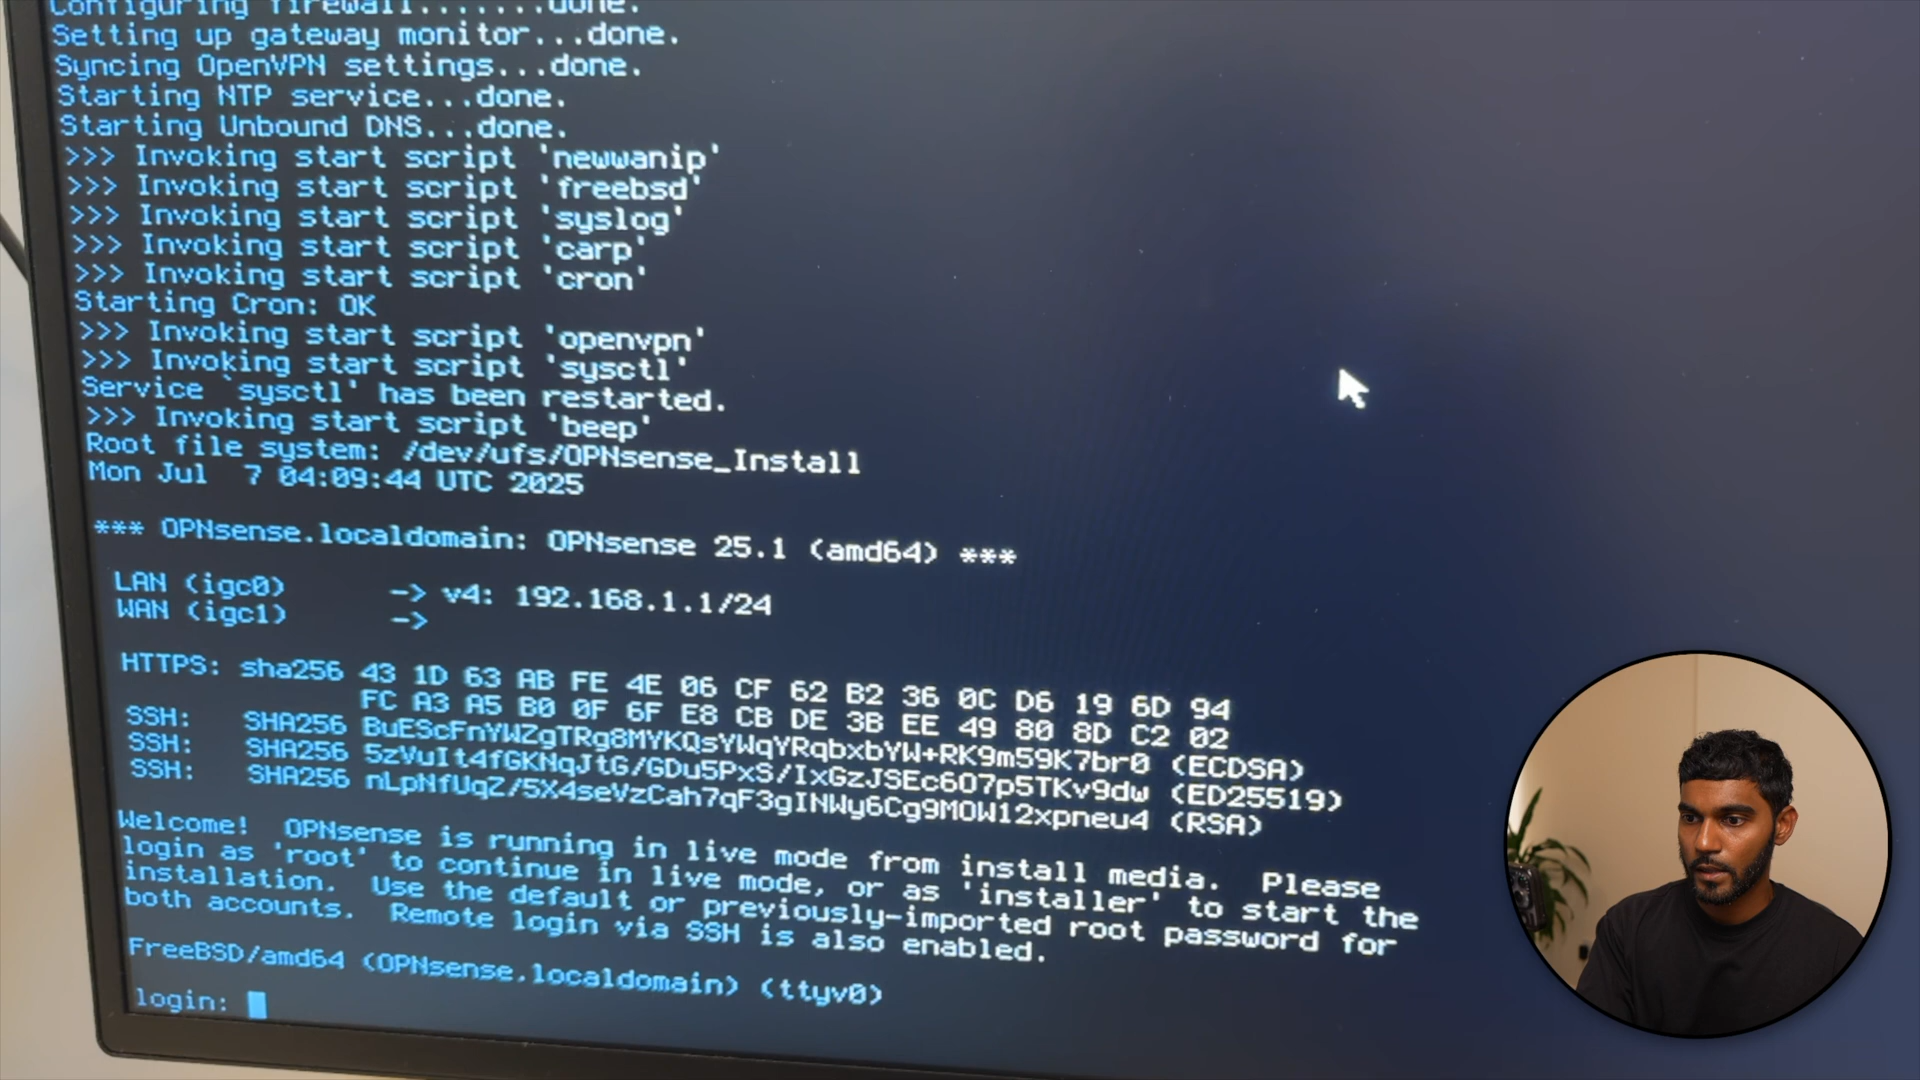 Configuring firewall.......done.
Setting up gateway monitor...done.
Syncing OpenVPN settings...done.
Starting NTP service...done.
Starting Unbound DNS...done.
>>> Invoking start script 'newwanip'
>>> Invoking start script 'freebsd'
>>> Invoking start script 'syslog'
>>> Invoking start script 'carp'
>>> Invoking start script 'cron'
Starting Cron: OK
>>> Invoking start script 'openvpn'
>>> Invoking start script 'sysctl'
Service `sysctl' has been restarted.
>>> Invoking start script 'beep'
Root file system: /dev/ufs/OPNsense_Install
Mon Jul  7 04:09:44 UTC 2025
*** OPNsense.localdomain: OPNsense 25.1 (amd64) ***
LAN (igc0) -> v4: 192.168.1.1/24
WAN (igc1) ->
HTTPS: sha256 43 1D 63 AB FE 4E 06 CF 62 B2 36 0C D6 19 6D 94
FC A3 A5 B0 0F 6F E8 CB DE 3B EE 49 80 8D C2 02
SSH: SHA256 BuEScFnYWZgTRg8MYKQsYWqYRqbxbYW+RK9m59K7br0 (ECDSA)
SSH: SHA256 5zVuIt4fGKNqJtG/GDu5PxS/IxGzJSEc6O7p5TKv9dw (ED25519)
SSH: SHA256 nLpNfUqZ/5X4seVzCah7qF3gINWy6Cg9MOW12xpneu4 (RSA)
Welcome!  OPNsense is running in live mode from install media.  Please
login as 'root' to continue in live mode, or as 'installer' to start the
installation.  Use the default or previously-imported root password for
both accounts.  Remote login via SSH is also enabled.
FreeBSD/amd64 (OPNsense.localdomain) (ttyv0)
login: